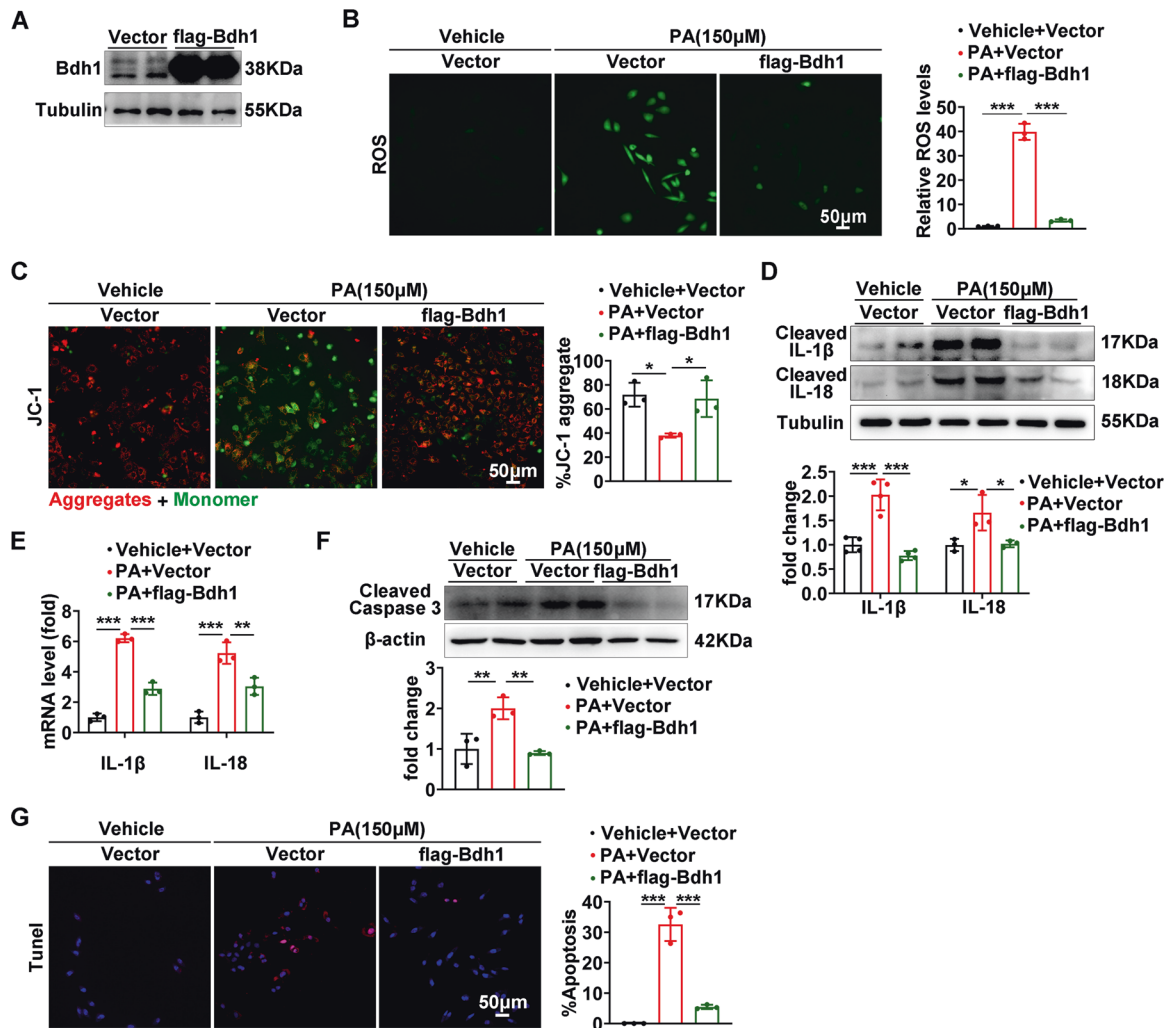 A
Vector flag-Bdh1
Bdh1 38KDa
Tubulin 55KDa
B
Vehicle PA(150μM)
Vector Vector flag-Bdh1
ROS
50μm
Vehicle+Vector
PA+Vector
PA+flag-Bdh1
*** ***
Relative ROS levels
50
40
30
20
10
0
C
Vehicle PA(150μM)
Vector Vector flag-Bdh1
JC-1
50μm
Aggregates + Monomer
Vehicle+Vector
PA+Vector
PA+flag-Bdh1
* *
%JC-1 aggregate
100
80
60
40
20
0
D
Vehicle PA(150μM)
Vector Vector flag-Bdh1
Cleaved
IL-1β 17KDa
Cleaved
IL-18 18KDa
Tubulin 55KDa
*** *** * *
Vehicle+Vector
PA+Vector
PA+flag-Bdh1
fold change
2.5
2.0
1.5
1.0
0.5
0.0
IL-1β IL-18
E
Vehicle+Vector
PA+Vector
PA+flag-Bdh1
*** *** *** **
mRNA level (fold)
8
6
4
2
0
IL-1β IL-18
F
Vehicle PA(150μM)
Vector Vector flag-Bdh1
Cleaved
Caspase 3 17KDa
β-actin 42KDa
** **
Vehicle+Vector
PA+Vector
PA+flag-Bdh1
fold change
3
2
1
0
G
Vehicle PA(150μM)
Vector Vector flag-Bdh1
Tunel
50μm
Vehicle+Vector
PA+Vector
PA+flag-Bdh1
*** ***
%Apoptosis
40
30
20
10
0